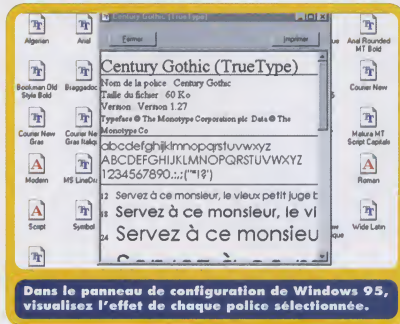 Century Gothic (TrueType)
Fermer
Imprimer
Century Gothic (TrueType)
Nom de la police Century Gothic
Taille du fichier 60 Ko
Version Version 1.27
Typeface © The Monotype Corporation plc Data © The
Monotype Co
abcdefghijklmnopqrstuvwxyz
ABCDEFGHIJKLMNOPQRSTUVWXYZ
1234567890.:,;("*!?')
12 Servez à ce monsieur, le vieux petit juge b
18 Servez à ce monsieur, le vi
24 Servez à ce monsieu
Algerian
Arial
Bookman Old
Style Bold
Braggadoc
Courier New
Gras
Courier Ne
Gras Italiqu
Modern
MS LineDra
Script
Symbol
Arial Rounded
MT Bold
Courier New
Matura MT
Script Capitals
Roman
Wide Latin
Dans le panneau de configuration de Windows 95,
visualisez l'effet de chaque police sélectionnée.